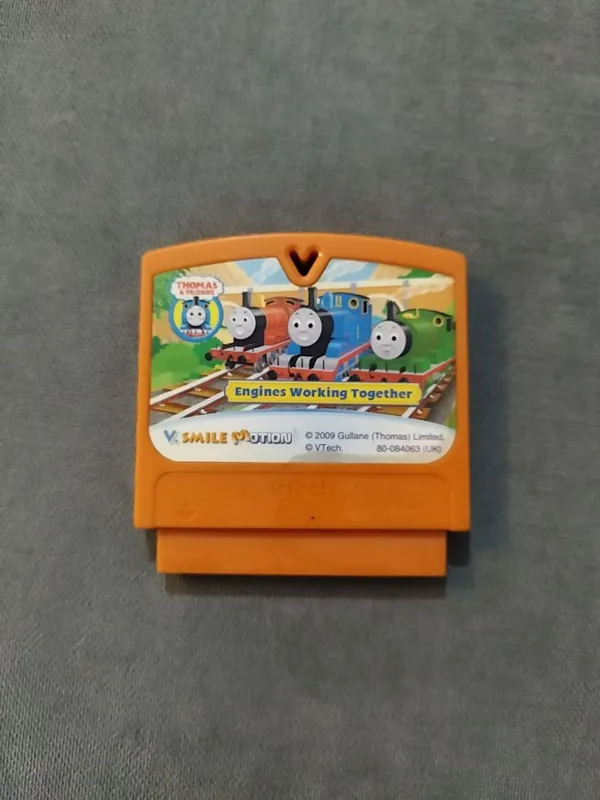 THOMAS
& FRIENDS
Engines Working Together
V.SMILE MOTION
© 2009 Gullane (Thomas) Limited.
© VTech. 80-084063 (UK)
vtech